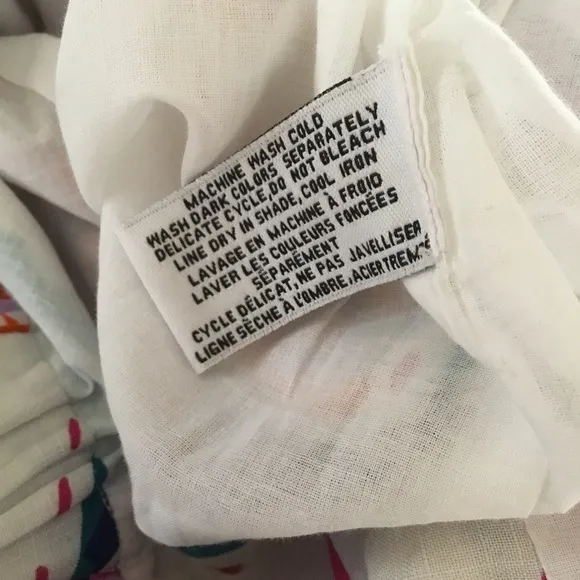 MACHINE WASH COLD
WASH DARK COLORS SEPARATELY
DELICATE CYCLE,DO NOT BLEACH
LINE DRY IN SHADE, COOL IRON
LAVAGE EN MACHINE À FROID
LAVER LES COULEURS FONCÉES
SÉPARÉMENT
CYCLE DÉLICAT, NE PAS JAVELLISER
LIGNE SÈCHE À L'OMBRE, ACIER TREMPÉ